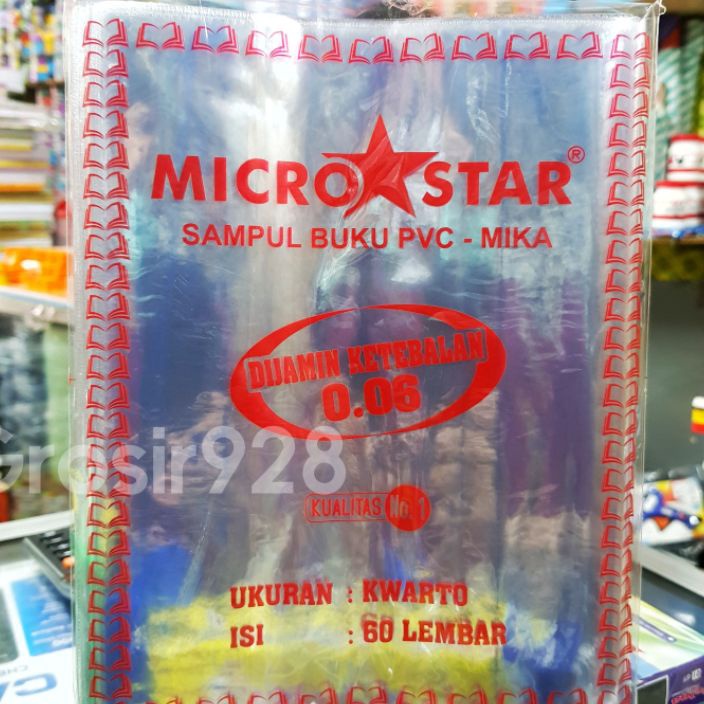 MICRO STAR®
SAMPUL BUKU PVC - MIKA
DIJAMIN KETEBALAN
0.06
Grosir928
KUALITAS No 1
UKURAN : KWARTO
ISI : 60 LEMBAR